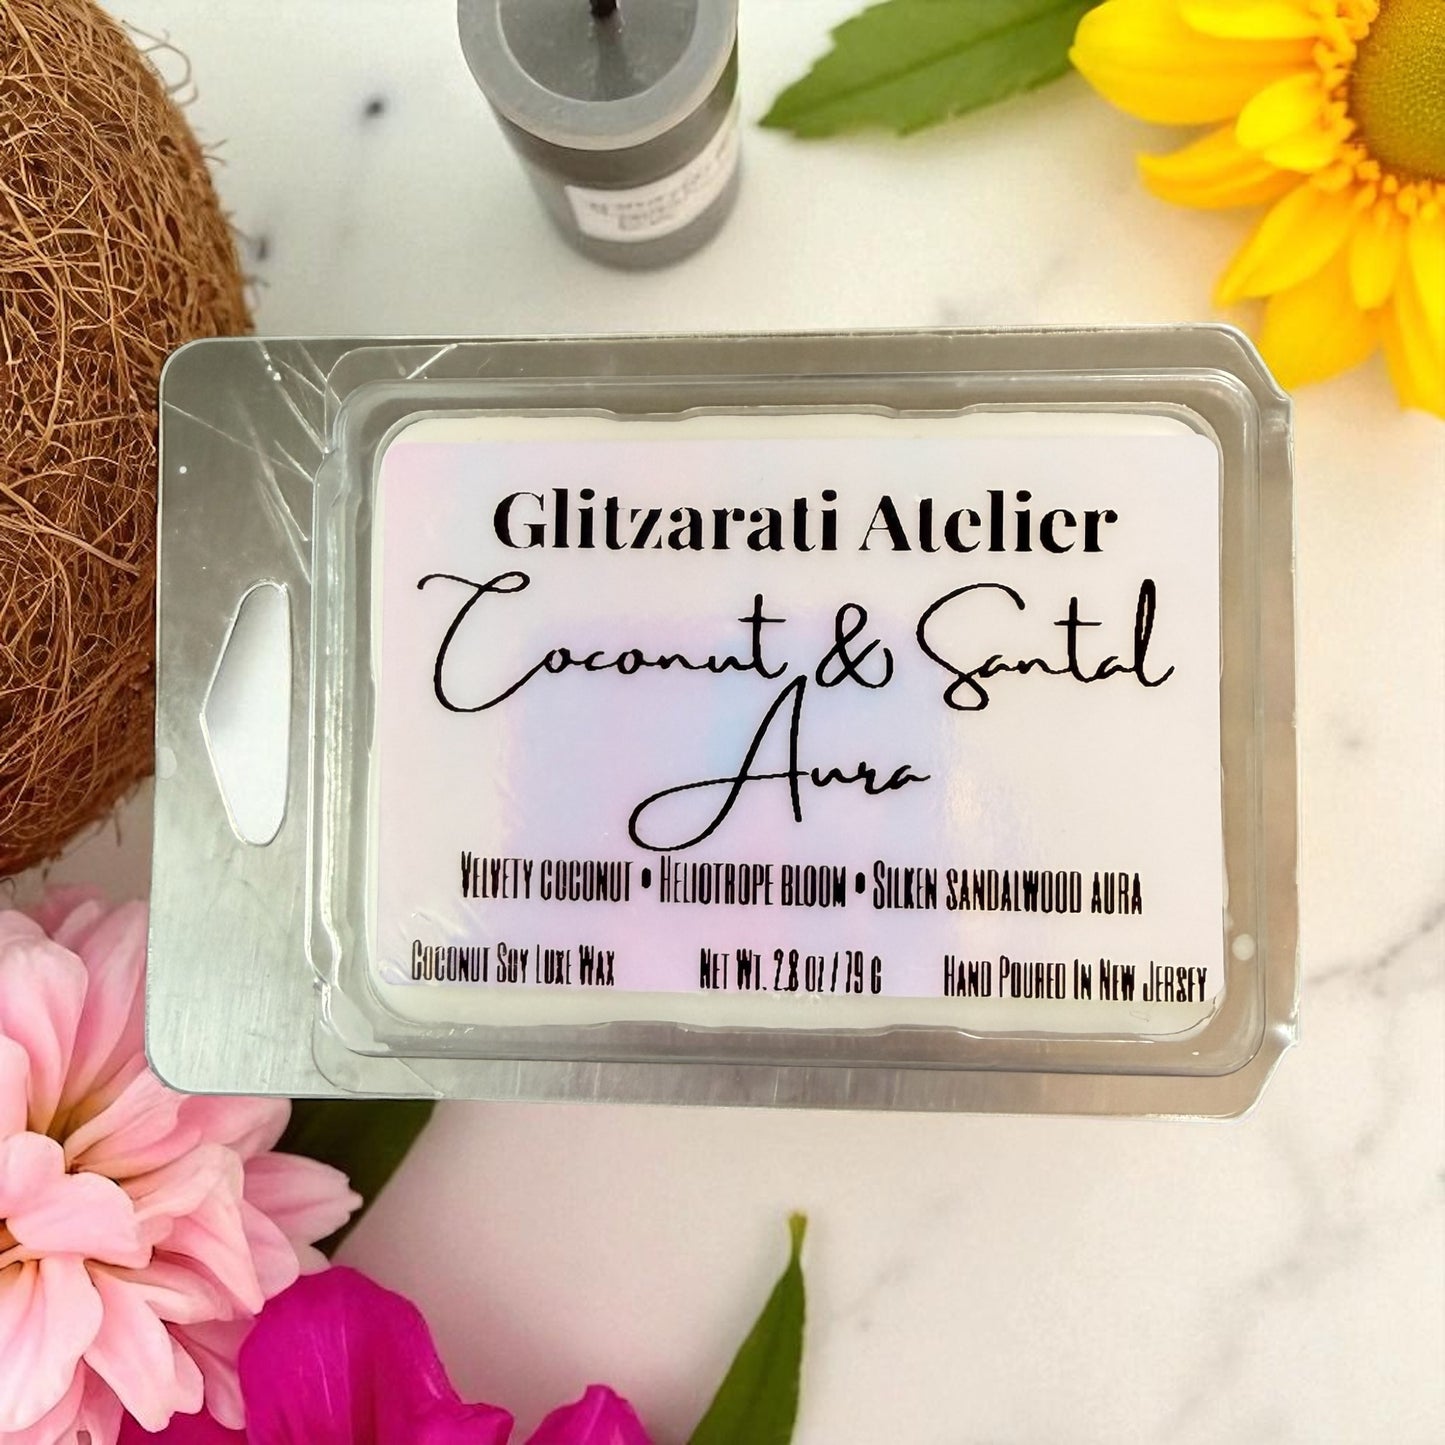 Glitzarati Atelier
Coconut & Santal
Aura
Velvety coconut • Heliotrope bloom • Silken sandalwood aura
Coconut Soy Luxe Wax Net Wt. 2.8 oz / 79 g Hand Poured In New Jersey